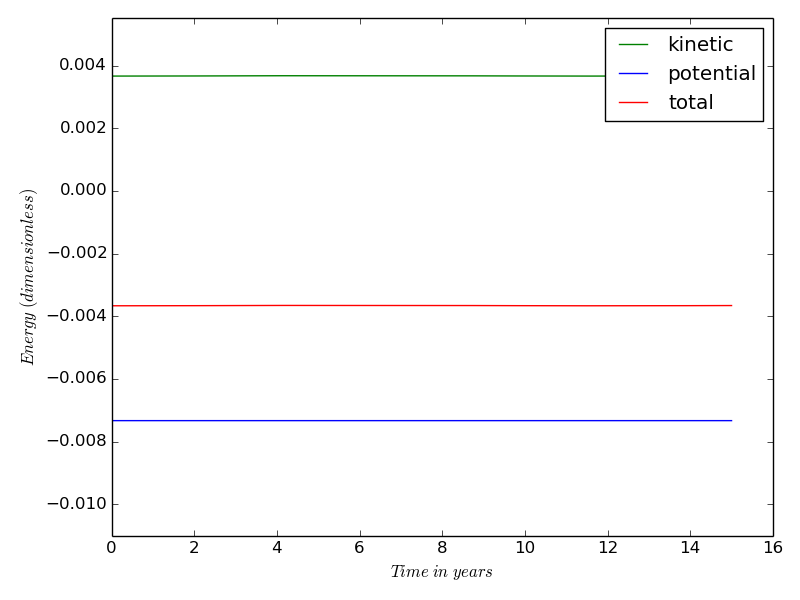 kinetic
potential
total
0.004
0.002
0.000
−0.002
−0.004
−0.006
−0.008
−0.010
Energy (dimensionless)
0 2 4 6 8 10 12 14 16
Time in years